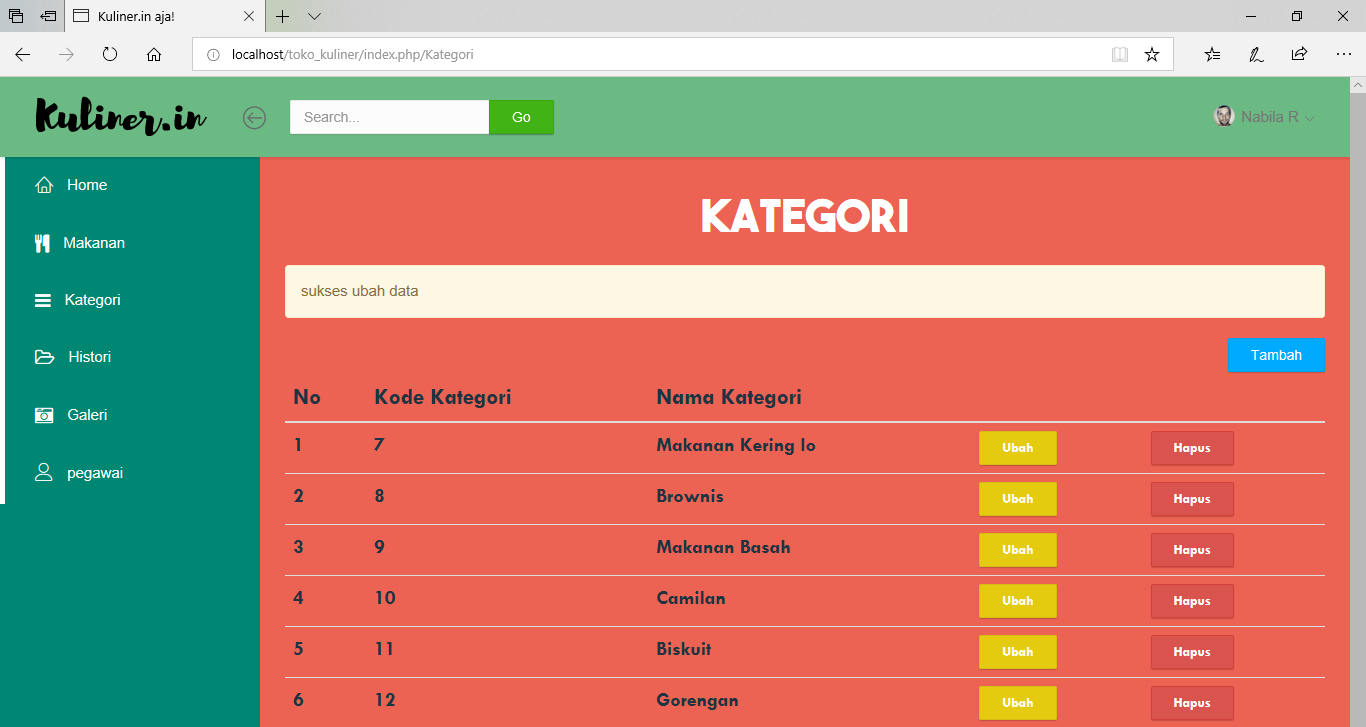 Kuliner.in aja!
localhost/toko_kuliner/index.php/Kategori
Kuliner.in
Search...
Go
Nabila R
Home
Makanan
Kategori
Histori
Galeri
pegawai
KATEGORI
sukses ubah data
Tambah
No Kode Kategori Nama Kategori
1 7 Makanan Kering lo Ubah Hapus
2 8 Brownis Ubah Hapus
3 9 Makanan Basah Ubah Hapus
4 10 Camilan Ubah Hapus
5 11 Biskuit Ubah Hapus
6 12 Gorengan Ubah Hapus